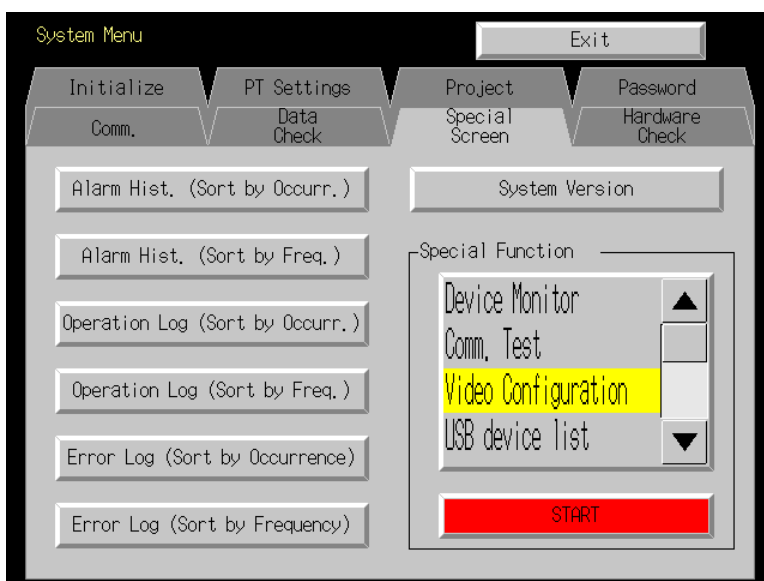 System Menu
Exit
Initialize
PT Settings
Project
Password
Comm.
Data
Check
Special
Screen
Hardware
Check
Alarm Hist. (Sort by Occurr.)
Alarm Hist. (Sort by Freq.)
Operation Log (Sort by Occurr.)
Operation Log (Sort by Freq.)
Error Log (Sort by Occurrence)
Error Log (Sort by Frequency)
System Version
Special Function
Device Monitor
Comm. Test
Video Configuration
USB device list
START